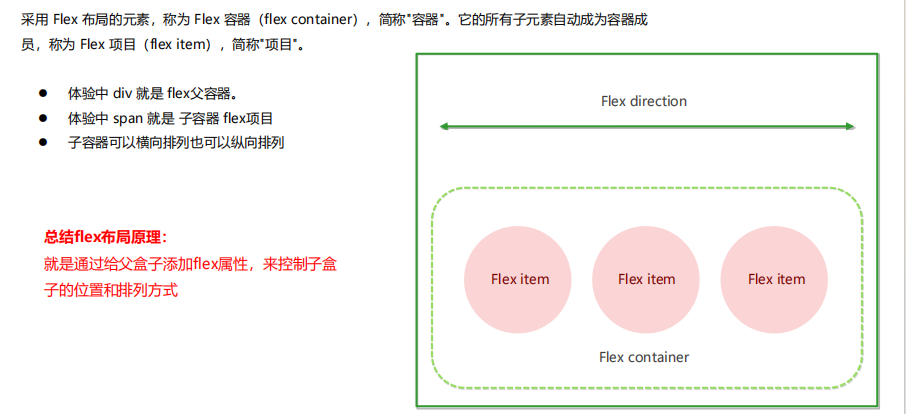 采用 Flex 布局的元素，称为 Flex 容器（flex container），简称"容器"。它的所有子元素自动成为容器成
员，称为 Flex 项目（flex item），简称"项目"。
● 体验中 div 就是 flex父容器。
● 体验中 span 就是 子容器 flex项目
● 子容器可以横向排列也可以纵向排列
总结flex布局原理：
就是通过给父盒子添加flex属性，来控制子盒
子的位置和排列方式
Flex direction
Flex item Flex item Flex item
Flex container